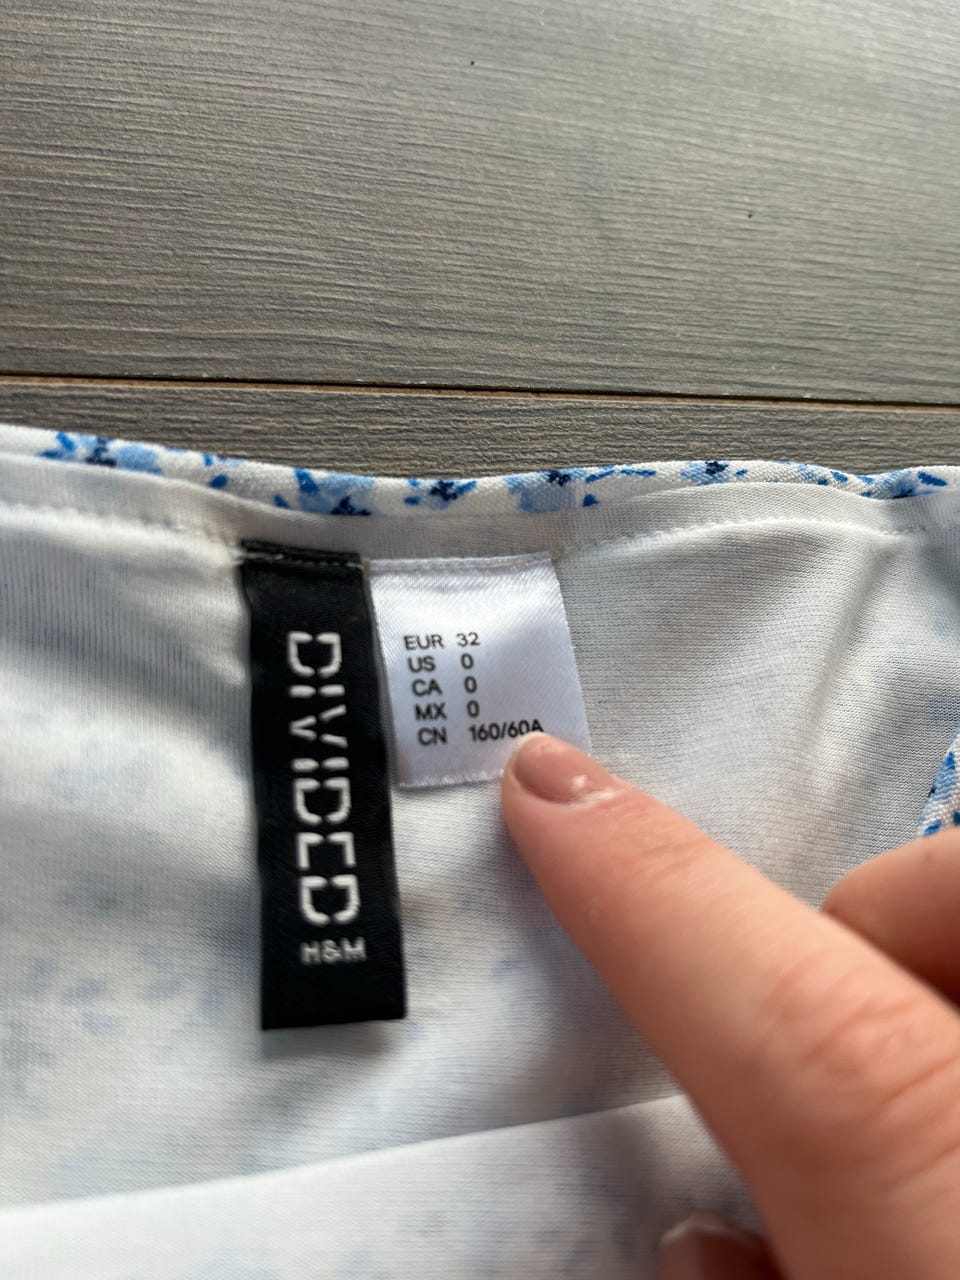 DIVIDED
H&M
EUR 32
US 0
CA 0
MX 0
CN 160/60A